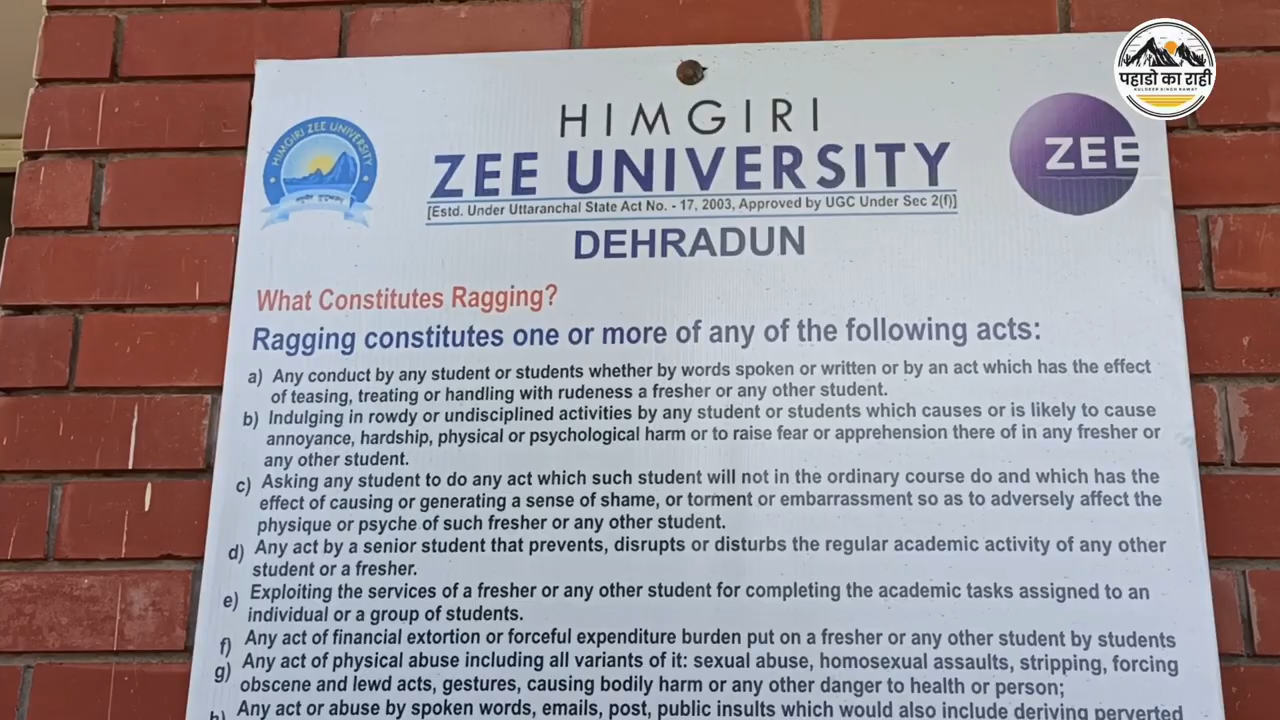 पहाडो का राही
KULDEEP SINGH RAWAT
HIMGIRI
ZEE UNIVERSITY
[Estd. Under Uttaranchal State Act No. - 17, 2003, Approved by UGC Under Sec 2(f)]
DEHRADUN
HIMGIRI ZEE UNIVERSITY
ZEE
What Constitutes Ragging?
Ragging constitutes one or more of any of the following acts:
a) Any conduct by any student or students whether by words spoken or written or by an act which has the effect
of teasing, treating or handling with rudeness a fresher or any other student.
b) Indulging in rowdy or undisciplined activities by any student or students which causes or is likely to cause
annoyance, hardship, physical or psychological harm or to raise fear or apprehension there of in any fresher or
any other student.
c) Asking any student to do any act which such student will not in the ordinary course do and which has the
effect of causing or generating a sense of shame, or torment or embarrassment so as to adversely affect the
physique or psyche of such fresher or any other student.
d) Any act by a senior student that prevents, disrupts or disturbs the regular academic activity of any other
student or a fresher.
e) Exploiting the services of a fresher or any other student for completing the academic tasks assigned to an
individual or a group of students.
f) Any act of financial extortion or forceful expenditure burden put on a fresher or any other student by students
g) Any act of physical abuse including all variants of it: sexual abuse, homosexual assaults, stripping, forcing
obscene and lewd acts, gestures, causing bodily harm or any other danger to health or person;
h) Any act or abuse by spoken words, emails, post, public insults which would also include deriving perverted